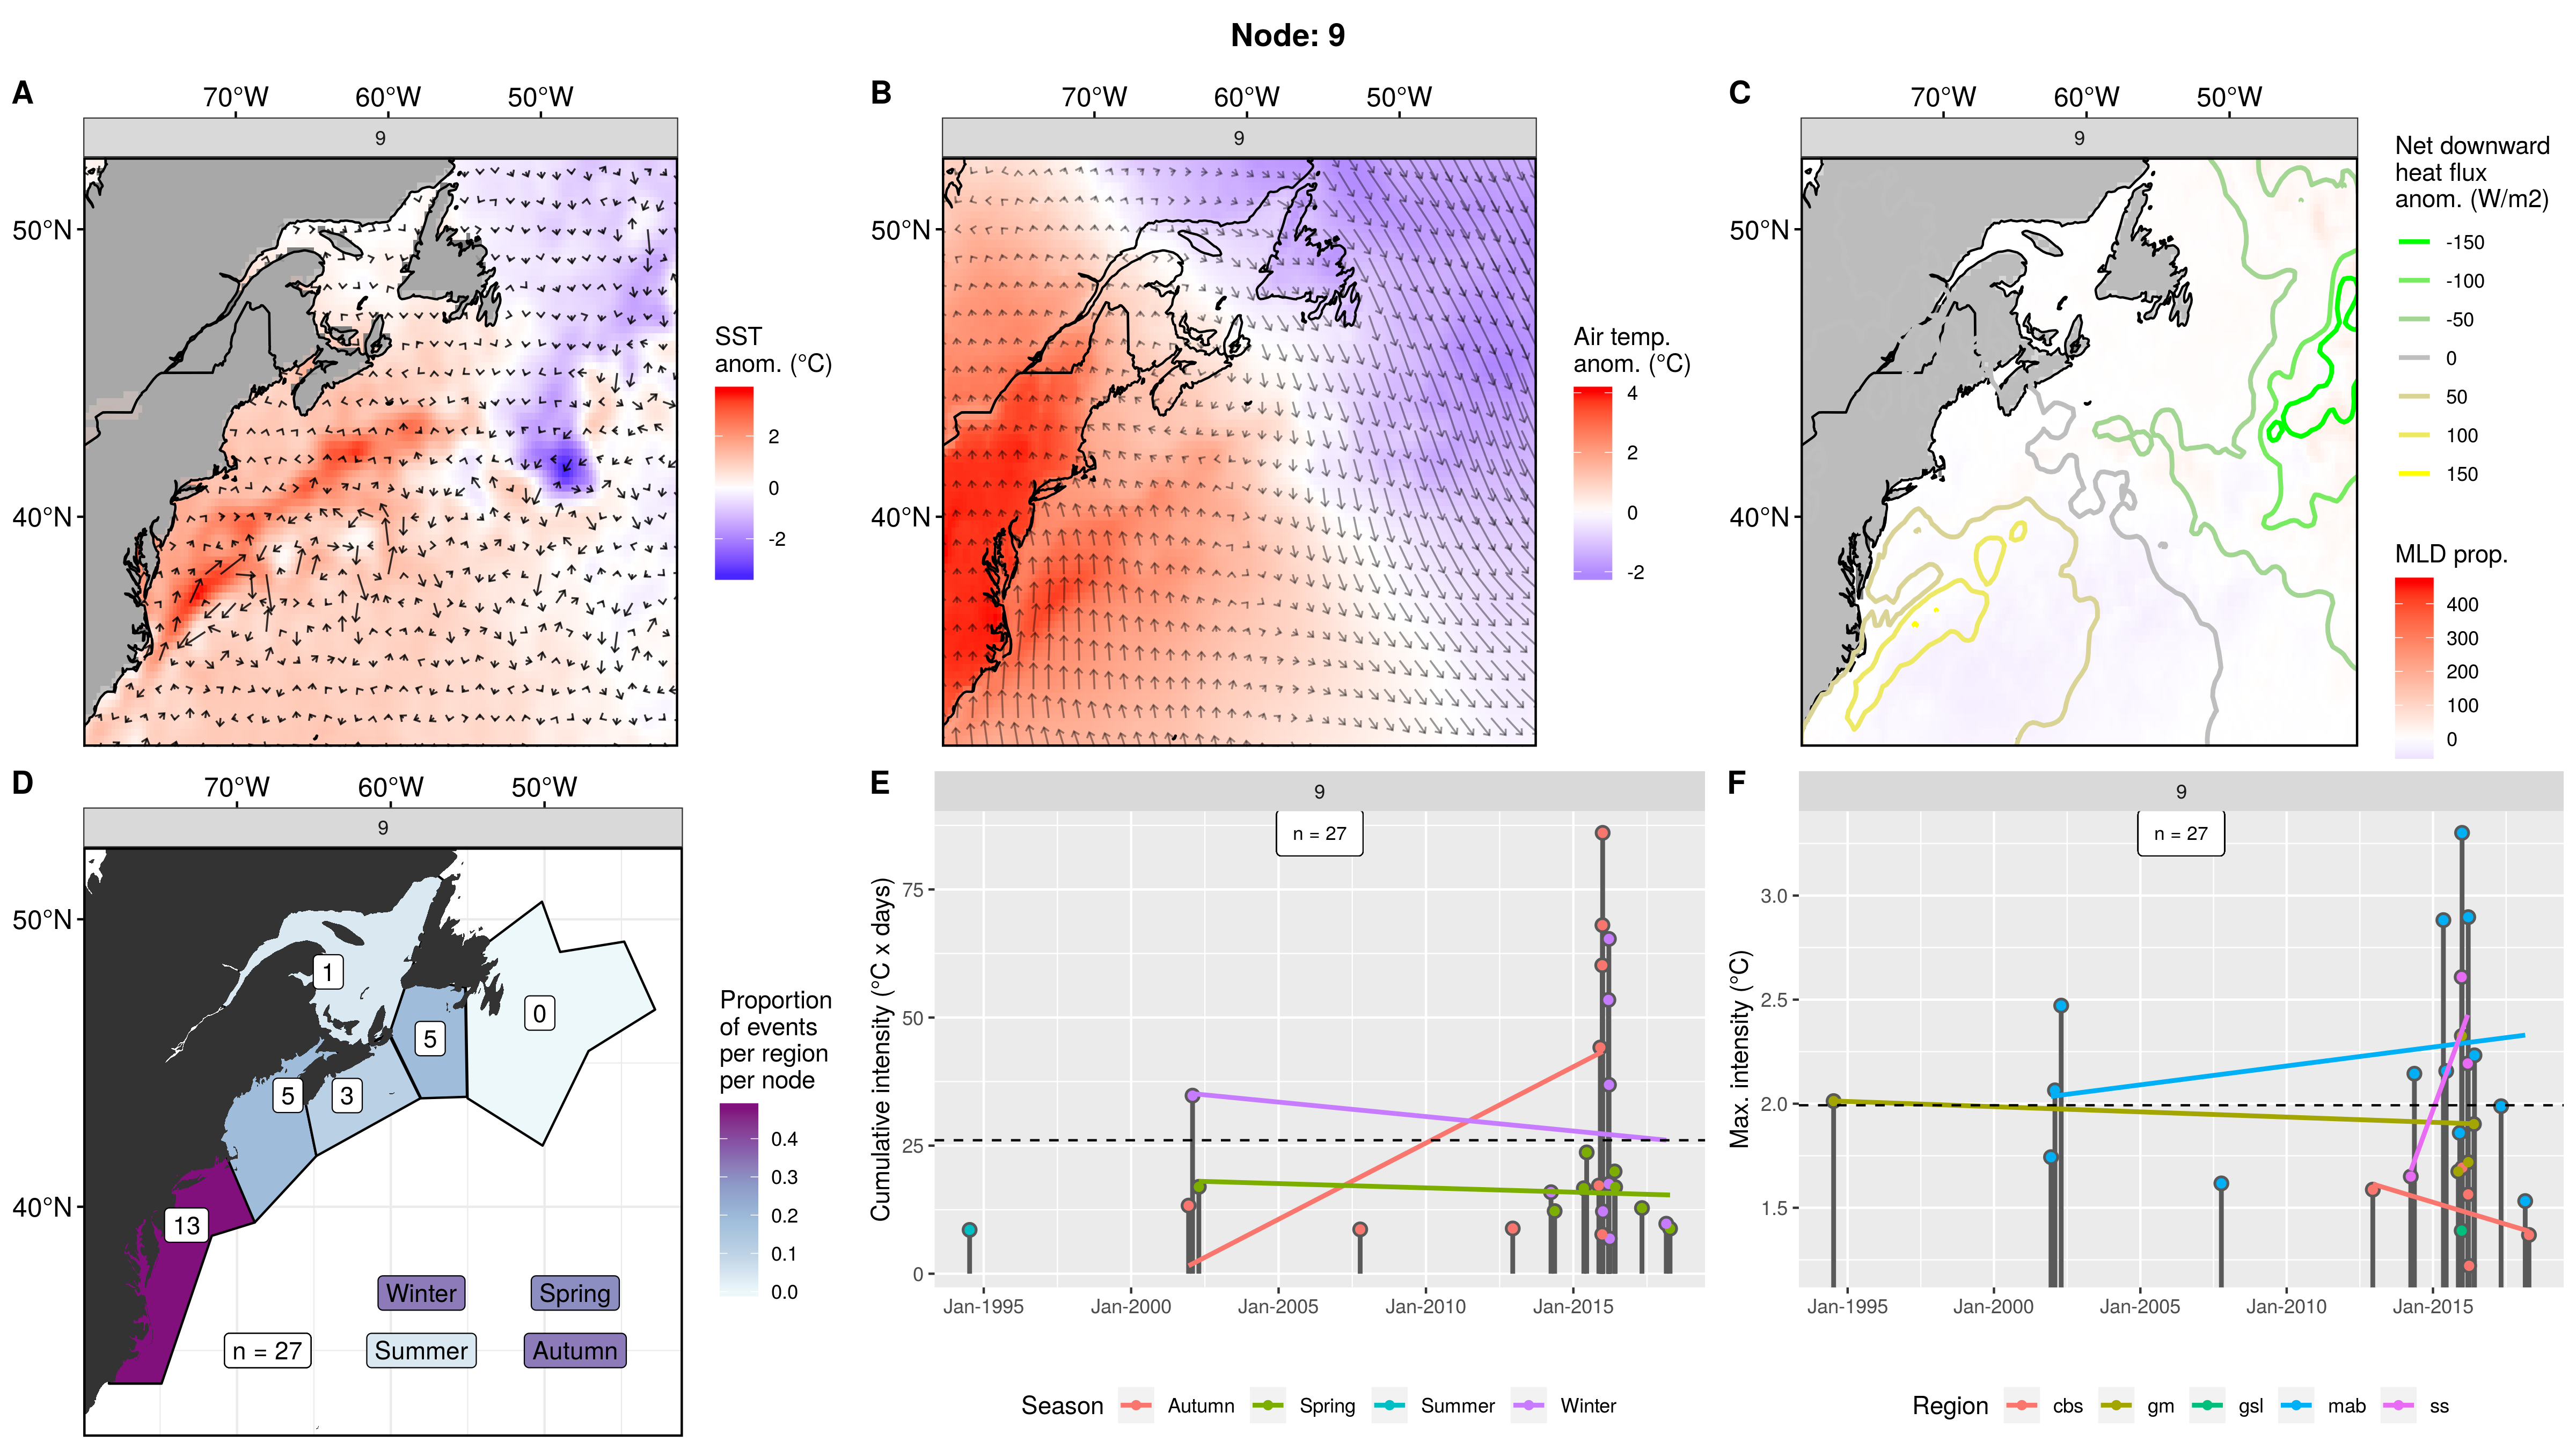 Node: 9
A
70°W 60°W 50°W
9
50°N
40°N
SST
anom. (°C)
2
0
-2
B
70°W 60°W 50°W
9
50°N
40°N
Air temp.
anom. (°C)
4
2
0
-2
C
70°W 60°W 50°W
9
50°N
40°N
Net downward
heat flux
anom. (W/m2)
-150
-100
-50
0
50
100
150
MLD prop.
400
300
200
100
0
D
70°W 60°W 50°W
9
50°N
40°N
1
5
0
5
3
13
Winter Spring
n = 27 Summer Autumn
Proportion
of events
per region
per node
0.4
0.3
0.2
0.1
0.0
E
9
n = 27
Cumulative intensity (°C x days)
75
50
25
0
Jan-1995 Jan-2000 Jan-2005 Jan-2010 Jan-2015
Season Autumn Spring Summer Winter
F
9
n = 27
Max. intensity (°C)
3.0
2.5
2.0
1.5
Jan-1995 Jan-2000 Jan-2005 Jan-2010 Jan-2015
Region cbs gm gsl mab ss